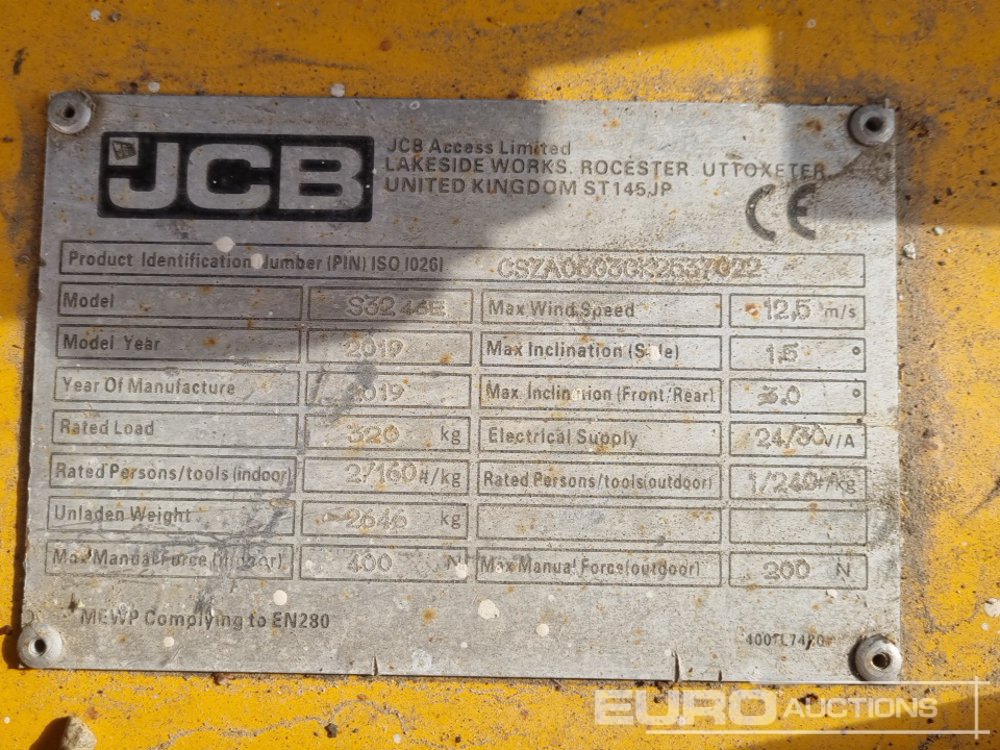 JCB
JCB Access Limited
LAKESIDE WORKS, ROCESTER UTTOXETER
UNITED KINGDOM ST145JP
CE
Product Identification Number (PIN) ISO 10261
Model S3246E Max Wind Speed 12,5 m/s
Model Year 2019 Max Inclination (Side) 1.5 °
Year Of Manufacture 2019 Max Inclination (Front/Rear) 3.0 °
Rated Load 320 kg Electrical Supply 24/30 V/A
Rated Persons/tools (indoor) 2/160 #/kg Rated Persons/tools(outdoor) 1/240 #/kg
Unladen Weight 2646 kg
Max Manual Force (indoor) 400 N Max Manual Force(outdoor) 200 N
MEWP Complying to EN280
EURO AUCTIONS